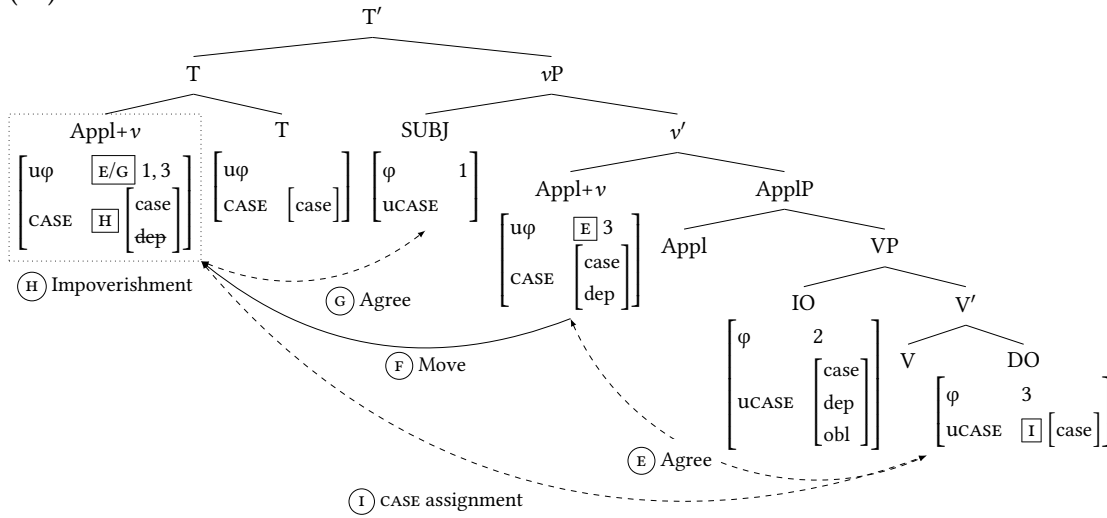 T′
T vP
Appl+v T SUBJ v′
uφ E/G 1, 3
CASE H case
dep
uφ
CASE [case]
φ 1
uCASE
Appl+v ApplP
uφ E 3
CASE case
dep
Appl VP
H Impoverishment
G Agree
IO V′
F Move
φ 2
uCASE case
dep
obl
V DO
φ 3
uCASE I [case]
E Agree
I CASE assignment